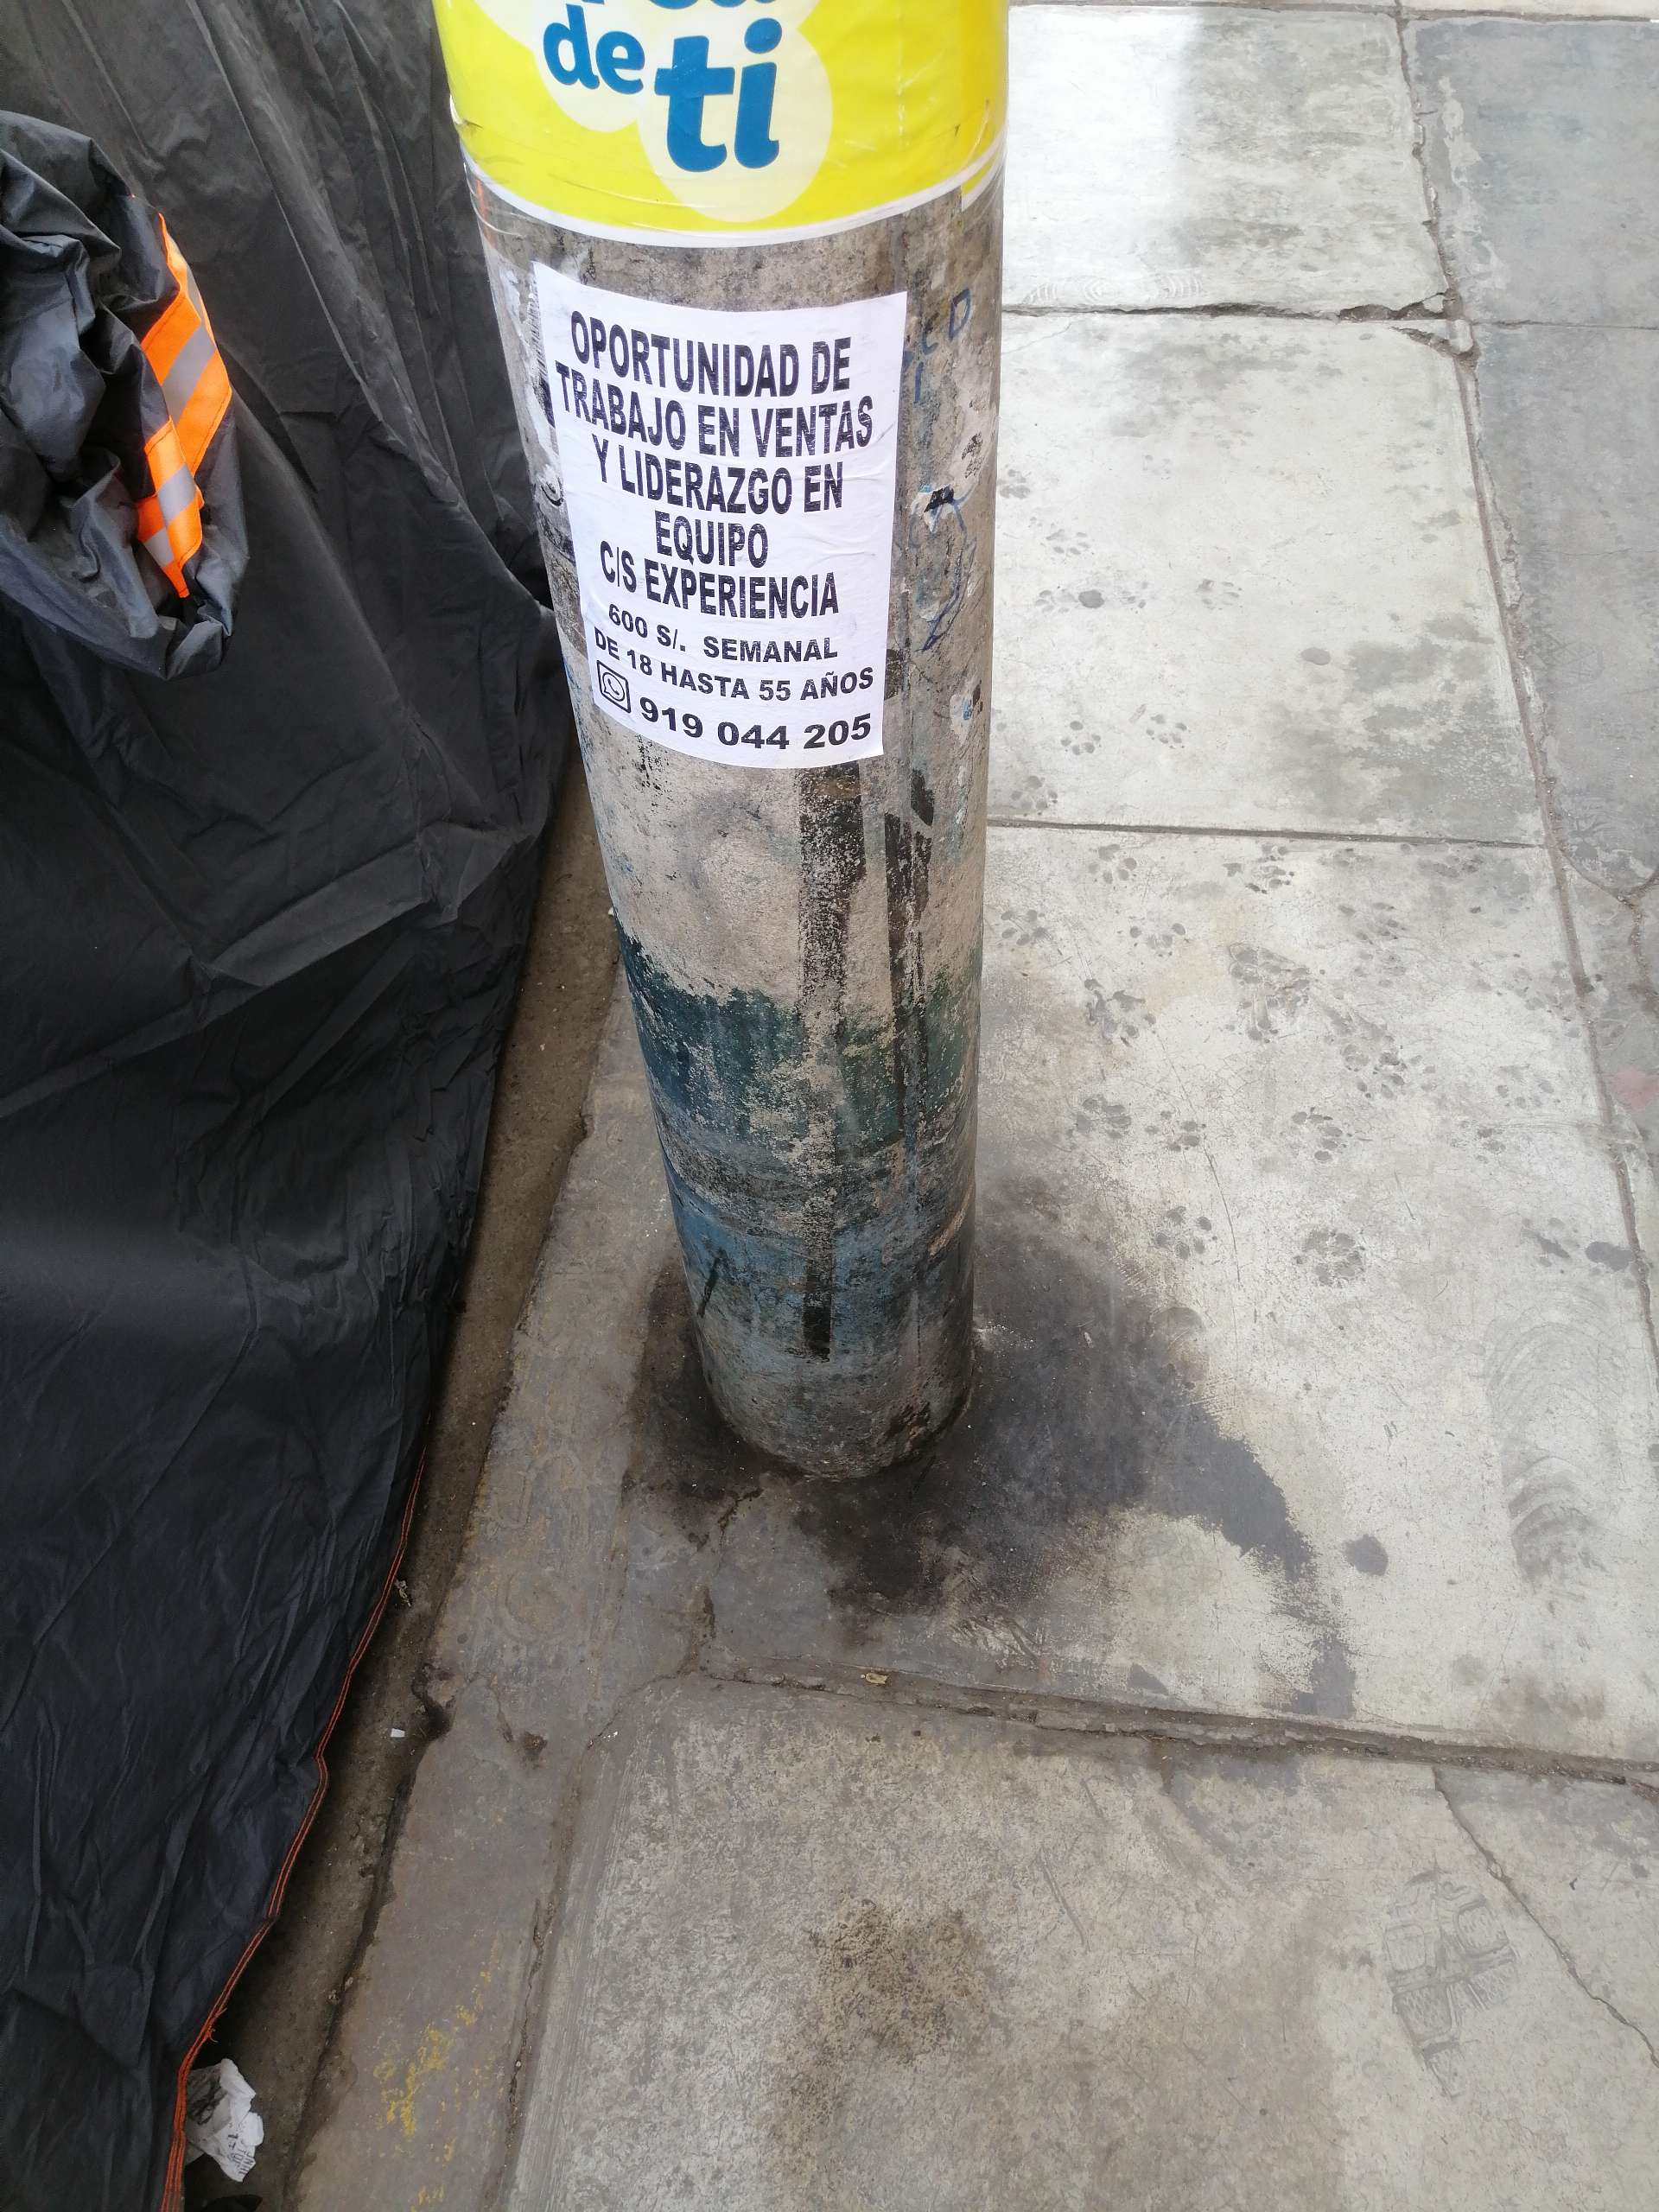 de ti
OPORTUNIDAD DE
TRABAJO EN VENTAS
Y LIDERAZGO EN
EQUIPO
C/S EXPERIENCIA
600 S/. SEMANAL
DE 18 HASTA 55 AÑOS
919 044 205